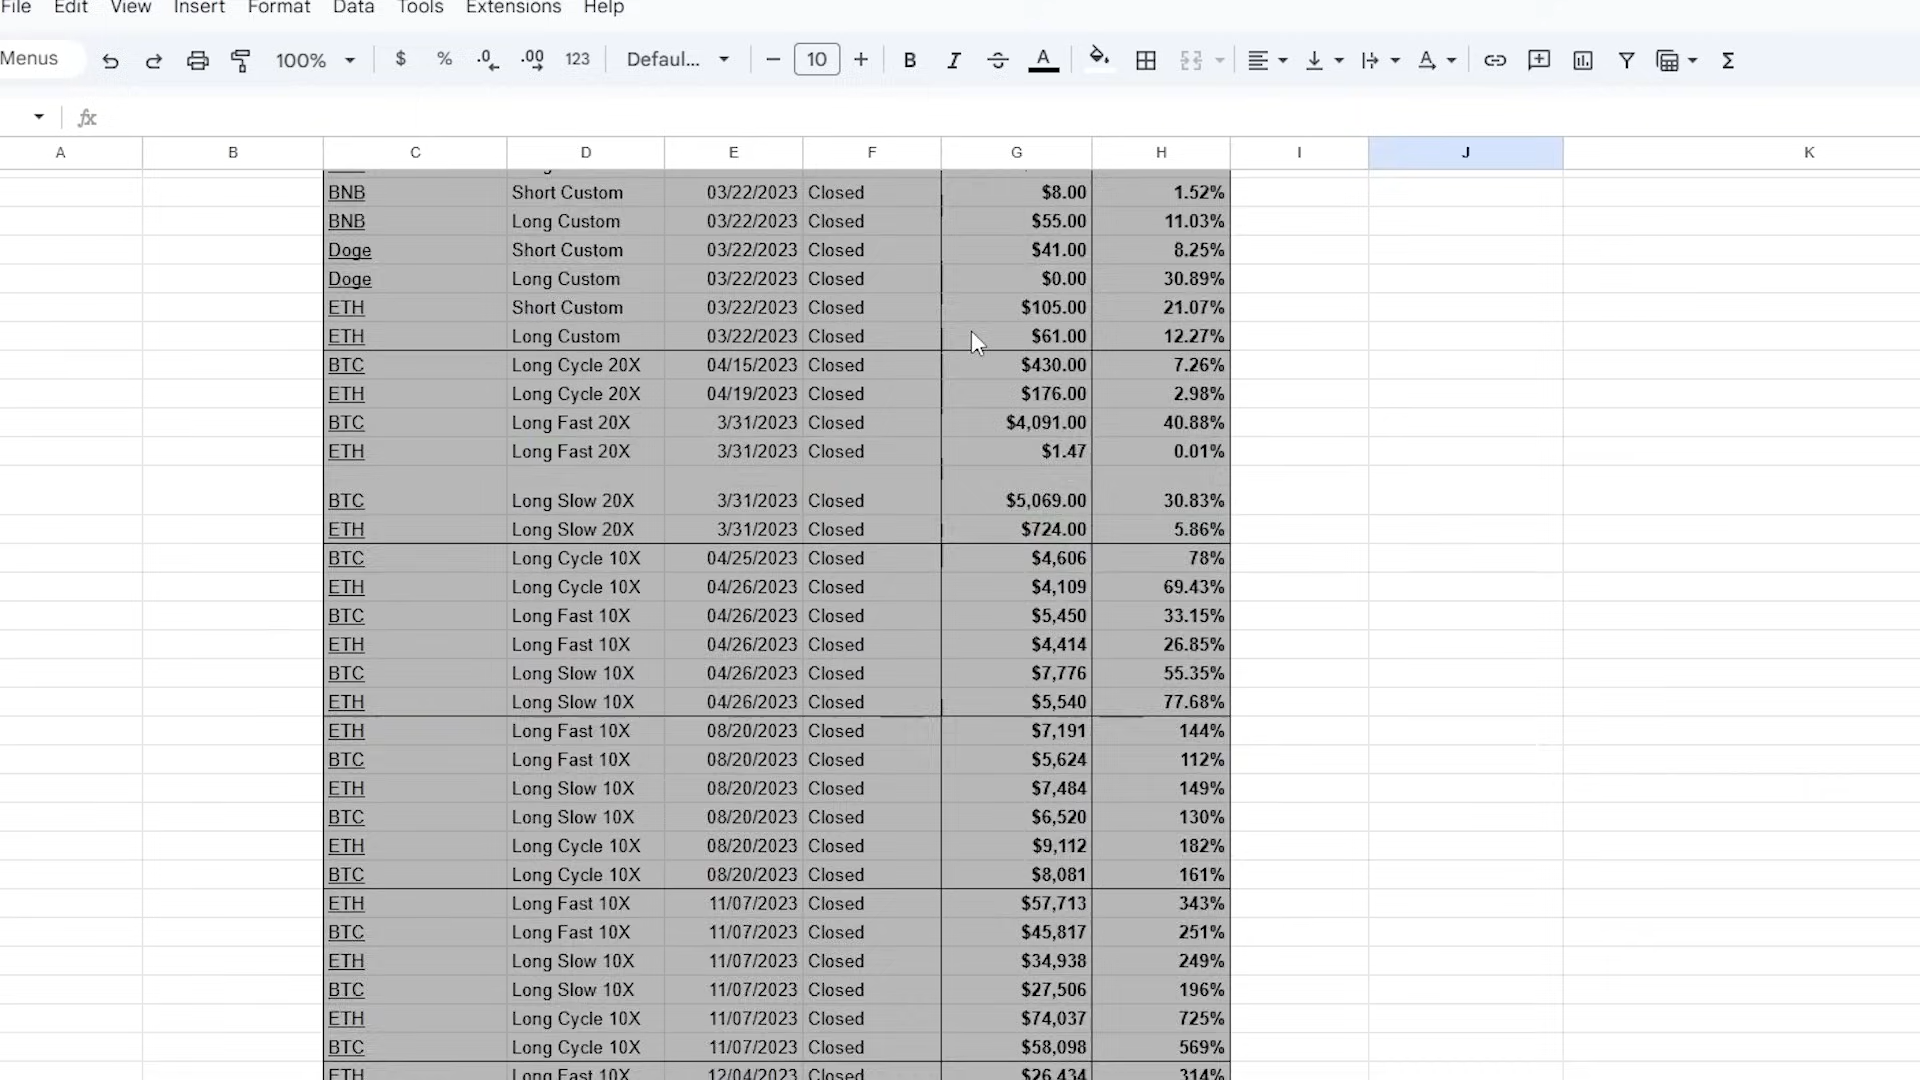 File Edit View Insert Format Data Tools Extensions Help
Menus 100% $ % .0 .00 123 Defaul... − 10 + B I A A Σ
fx
A B C D E F G H I J K
BNB Short Custom 03/22/2023 Closed $8.00 1.52%
BNB Long Custom 03/22/2023 Closed $55.00 11.03%
Doge Short Custom 03/22/2023 Closed $41.00 8.25%
Doge Long Custom 03/22/2023 Closed $0.00 30.89%
ETH Short Custom 03/22/2023 Closed $105.00 21.07%
ETH Long Custom 03/22/2023 Closed $61.00 12.27%
BTC Long Cycle 20X 04/15/2023 Closed $430.00 7.26%
ETH Long Cycle 20X 04/19/2023 Closed $176.00 2.98%
BTC Long Fast 20X 3/31/2023 Closed $4,091.00 40.88%
ETH Long Fast 20X 3/31/2023 Closed $1.47 0.01%
BTC Long Slow 20X 3/31/2023 Closed $5,069.00 30.83%
ETH Long Slow 20X 3/31/2023 Closed $724.00 5.86%
BTC Long Cycle 10X 04/25/2023 Closed $4,606 78%
ETH Long Cycle 10X 04/26/2023 Closed $4,109 69.43%
BTC Long Fast 10X 04/26/2023 Closed $5,450 33.15%
ETH Long Fast 10X 04/26/2023 Closed $4,414 26.85%
BTC Long Slow 10X 04/26/2023 Closed $7,776 55.35%
ETH Long Slow 10X 04/26/2023 Closed $5,540 77.68%
ETH Long Fast 10X 08/20/2023 Closed $7,191 144%
BTC Long Fast 10X 08/20/2023 Closed $5,624 112%
ETH Long Slow 10X 08/20/2023 Closed $7,484 149%
BTC Long Slow 10X 08/20/2023 Closed $6,520 130%
ETH Long Cycle 10X 08/20/2023 Closed $9,112 182%
BTC Long Cycle 10X 08/20/2023 Closed $8,081 161%
ETH Long Fast 10X 11/07/2023 Closed $57,713 343%
BTC Long Fast 10X 11/07/2023 Closed $45,817 251%
ETH Long Slow 10X 11/07/2023 Closed $34,938 249%
BTC Long Slow 10X 11/07/2023 Closed $27,506 196%
ETH Long Cycle 10X 11/07/2023 Closed $74,037 725%
BTC Long Cycle 10X 11/07/2023 Closed $58,098 569%
ETH Long Fast 10X 12/04/2023 Closed $26,434 314%